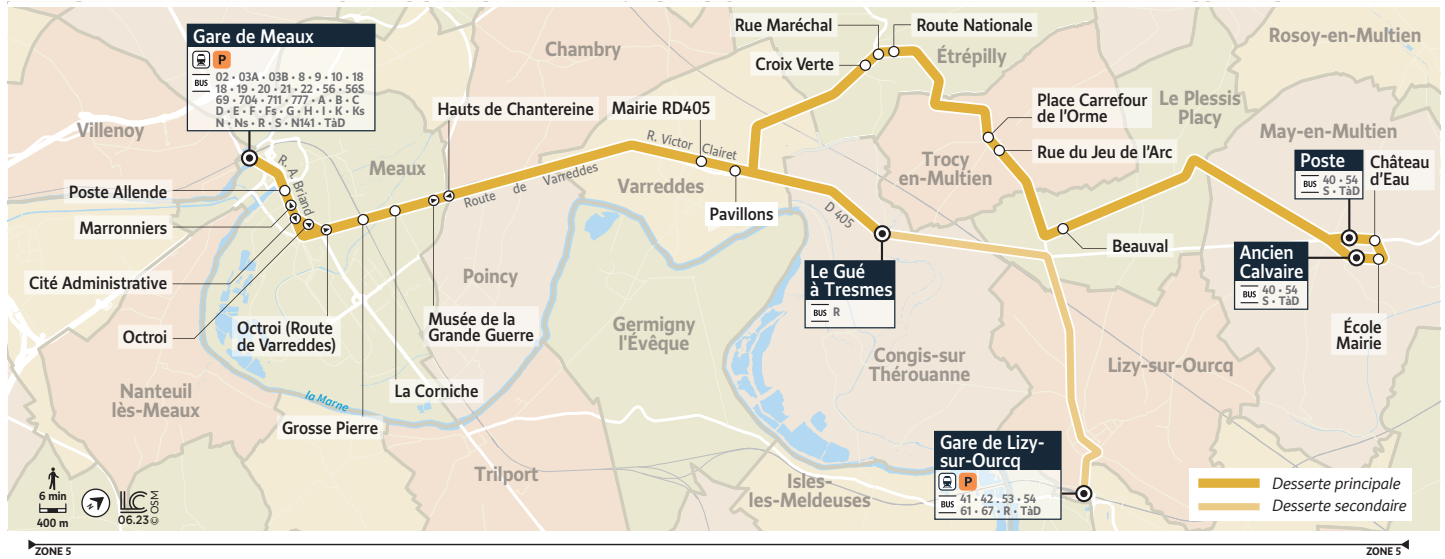 Gare de Meaux
P
BUS
02 • 03A • 03B • 8 • 9 • 10 • 18
18 • 19 • 20 • 21 • 22 • 56 • 56S
69 • 704 • 711 • 777 • A • B • C
D • E • F • Fs • G • H • I • K • Ks
N • Ns • R • S • N141 • TàD
Chambry
Rue Maréchal
Route Nationale
Croix Verte
Étrépilly
Rosoy-en-Multien
Villenoy
Hauts de Chantereine
Mairie RD405
Place Carrefour
de l'Orme
Le Plessis
Placy
May-en-Multien
R. Victor Clairet
Rue du Jeu de l'Arc
Trocy
en-Multien
Poste
BUS
40 • 54
S • TàD
Château
d'Eau
Meaux
R. A. Briand
Poste Allende
Marronniers
Route de Varreddes
Varreddes
Pavillons
D 405
Beauval
Cité Administrative
Poincy
Le Gué
à Tresmes
BUS R
Ancien
Calvaire
BUS
40 • 54
S • TàD
Octroi
Octroi (Route
de Varreddes)
Musée de la
Grande Guerre
Germigny
l'Évêque
École
Mairie
Congis-sur
Thérouanne
Lizy-sur-Ourcq
Nanteuil
lès-Meaux
la Marne
La Corniche
Grosse Pierre
Trilport
Gare de Lizy-
sur-Ourcq
P
BUS
41 • 42 • 53 • 54
61 • 67 • R • TàD
Isles-
les-Meldeuses
Desserte principale
Desserte secondaire
6 min
400 m
LC
06.23
© OSM
ZONE 5
ZONE 5